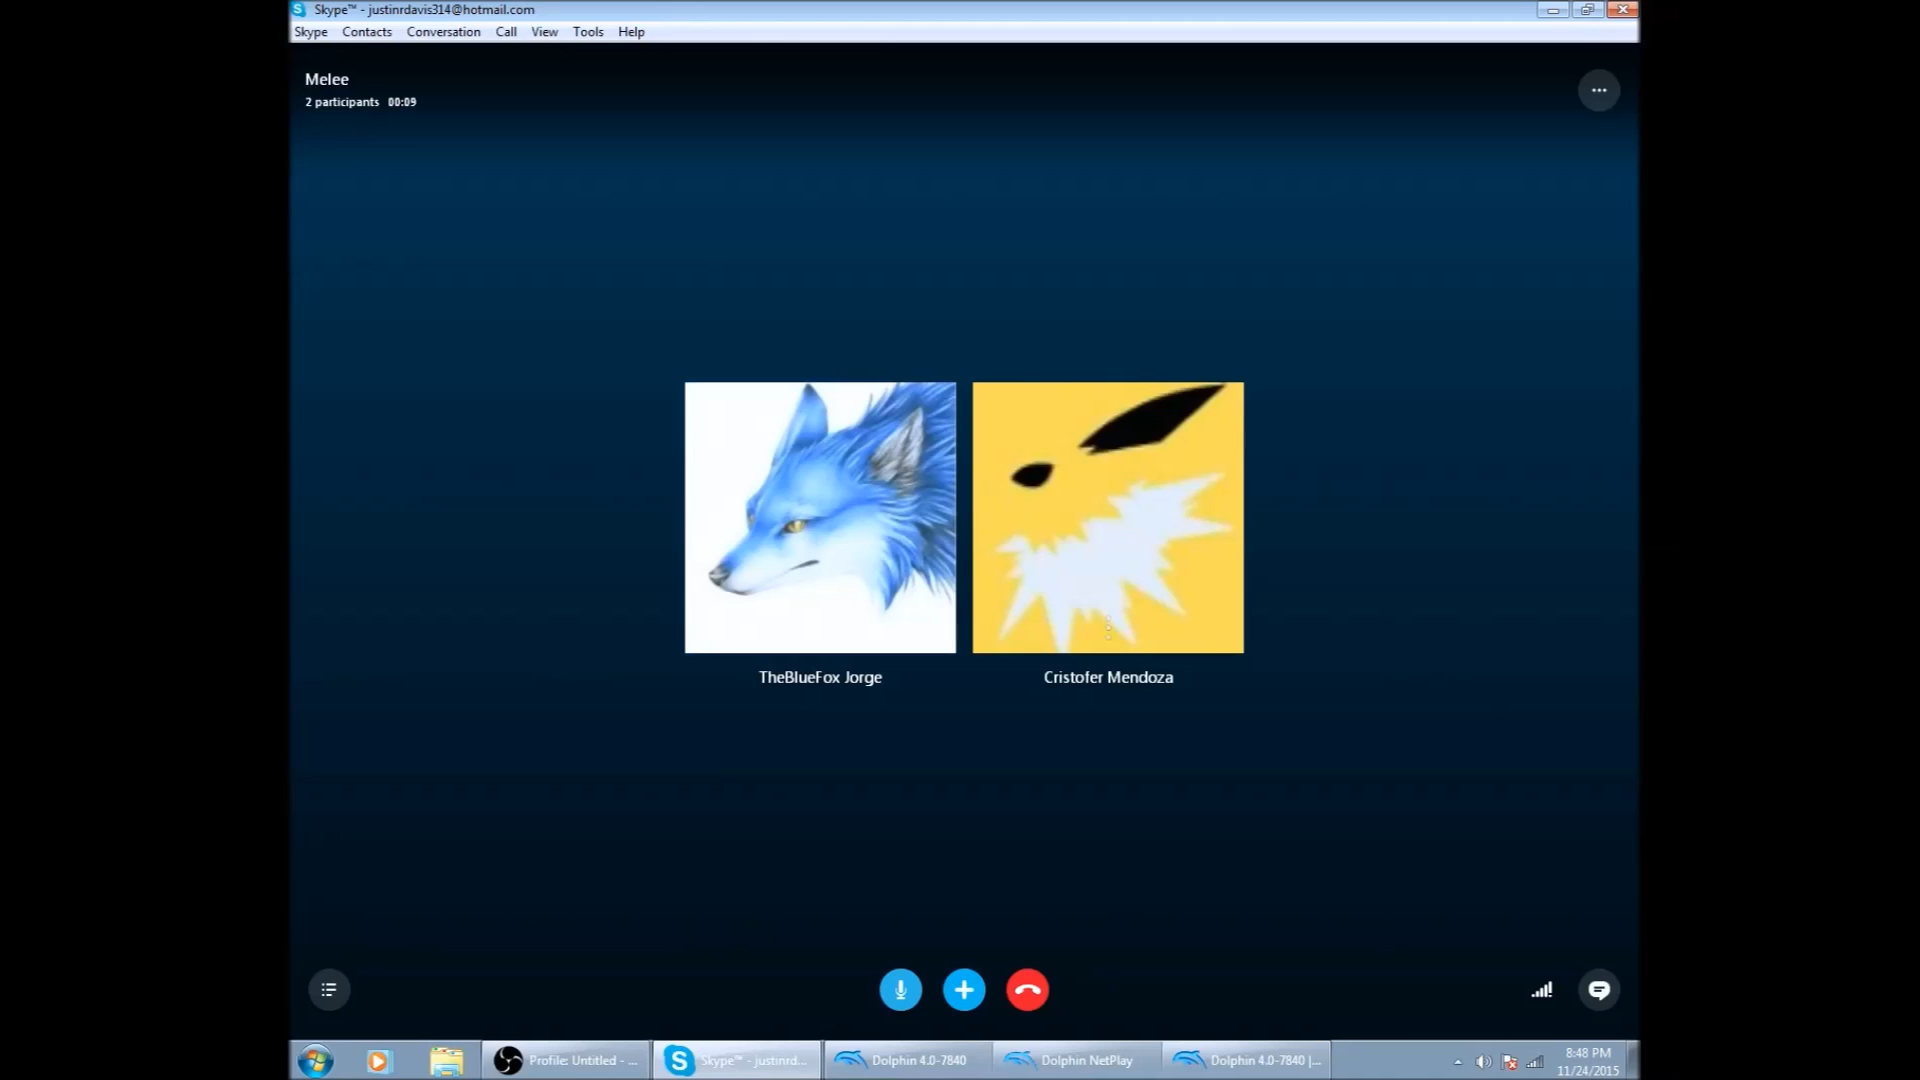 Skype™ - justinrdavis314@hotmail.com
Skype Contacts Conversation Call View Tools Help
Melee
2 participants 00:09
TheBlueFox Jorge
Cristofer Mendoza
Profile: Untitled - ...
Skype™ - justinrd...
Dolphin 4.0-7840
Dolphin NetPlay
Dolphin 4.0-7840 |...
8:48 PM
11/24/2015